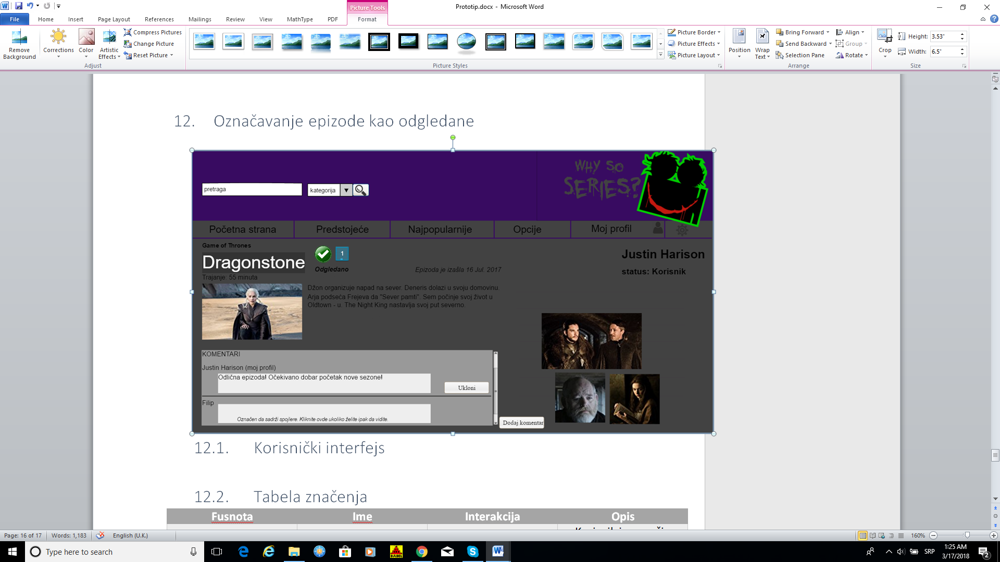 Prototip.docx - Microsoft Word
Picture Tools
File Home Insert Page Layout References Mailings Review View MathType PDF Format
Remove Background
Corrections
Color
Artistic Effects
Compress Pictures
Change Picture
Reset Picture
Adjust
Picture Styles
Picture Border
Picture Effects
Picture Layout
Position
Wrap Text
Bring Forward
Send Backward
Selection Pane
Align
Group
Rotate
Arrange
Crop
Height: 3.53"
Width: 6.5"
Size
12. Označavanje epizode kao odgledane
WHY SO
SERIES?
pretraga
kategorija
Početna strana Predstojeće Najpopularnije Opcije Moj profil
Game of Thrones
Dragonstone
1
Odgledano
Trajanje: 55 minuta
Epizoda je izašla 16 Jul. 2017
Justin Harison
status: Korisnik
Džon organizuje napad na sever. Deneris dolazi u svoju domovinu.
Arja podseća Frejeva da "Sever pamti". Sem počinje svoj život u
Oldtown - u. The Night King nastavlja svoj put severno.
KOMENTARI
Justin Harison (moj profil)
Odlična epizoda! Očekivano dobar početak nove sezone!
Ukloni
Filip
Označen da sadrži spojlere. Kliknite ovde ukoliko želite ipak da vidite.
Dodaj komentar
12.1. Korisnički interfejs
12.2. Tabela značenja
Fusnota Ime Interakcija Opis
Page: 16 of 17 Words: 1,183 English (U.K.) 160%
Type here to search
BABEL
SRP
1:25 AM
3/17/2018
2